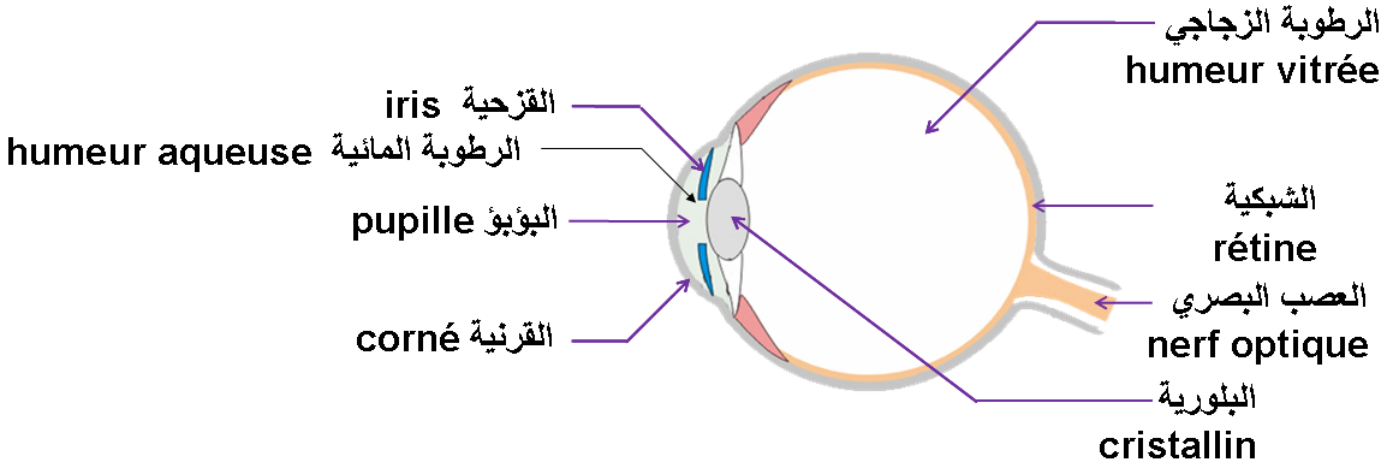 الرطوبة الزجاجي
humeur vitrée
القزحية iris
الرطوبة المائية humeur aqueuse
البؤبؤ pupille
القرنية corné
الشبكية
rétine
العصب البصري
nerf optique
البلورية
cristallin